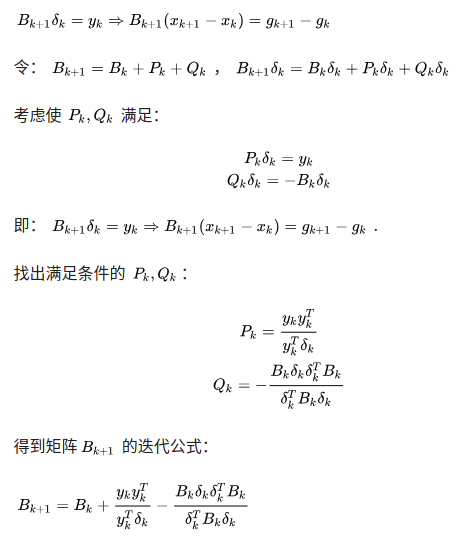 $B_{k+1}\delta_k = y_k \Rightarrow B_{k+1}(x_{k+1} - x_k) = g_{k+1} - g_k$
令： $B_{k+1} = B_k + P_k + Q_k$ ， $B_{k+1}\delta_k = B_k\delta_k + P_k\delta_k + Q_k\delta_k$
考虑使 $P_k, Q_k$ 满足：
$P_k\delta_k = y_k$
$Q_k\delta_k = -B_k\delta_k$
即： $B_{k+1}\delta_k = y_k \Rightarrow B_{k+1}(x_{k+1} - x_k) = g_{k+1} - g_k$ .
找出满足条件的 $P_k, Q_k$ ：
$P_k = \frac{y_k y_k^T}{y_k^T \delta_k}$
$Q_k = -\frac{B_k\delta_k\delta_k^T B_k}{\delta_k^T B_k\delta_k}$
得到矩阵 $B_{k+1}$ 的迭代公式：
$B_{k+1} = B_k + \frac{y_k y_k^T}{y_k^T \delta_k} - \frac{B_k\delta_k\delta_k^T B_k}{\delta_k^T B_k\delta_k}$